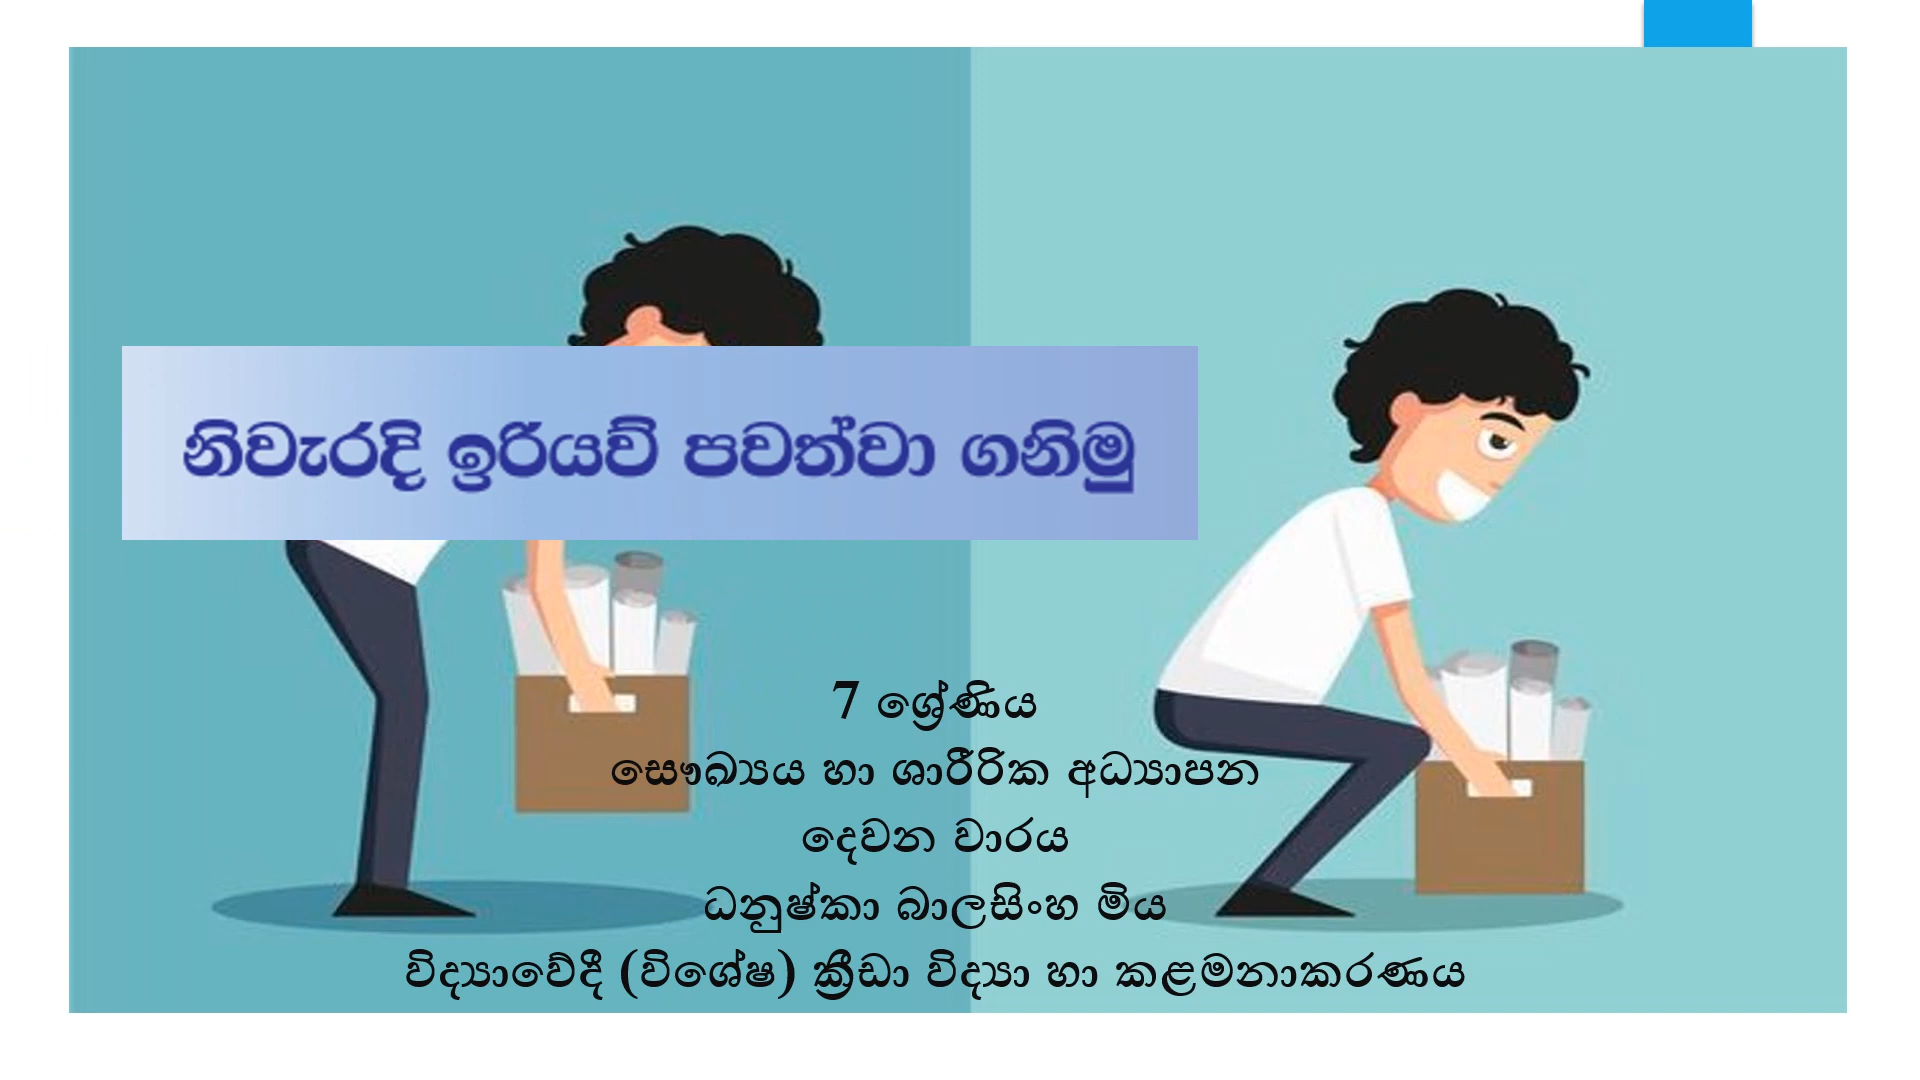 නිවැරදි ඉරියව් පවත්වා ගනිමු
7 ශ්‍රේණිය
සෞඛ්‍යය හා ශාරීරික අධ්‍යාපන
දෙවන වාරය
ධනුෂ්කා බාලසිංහ මිය
විද්‍යාවේදී (විශේෂ) ක්‍රීඩා විද්‍යා හා කළමනාකරණය